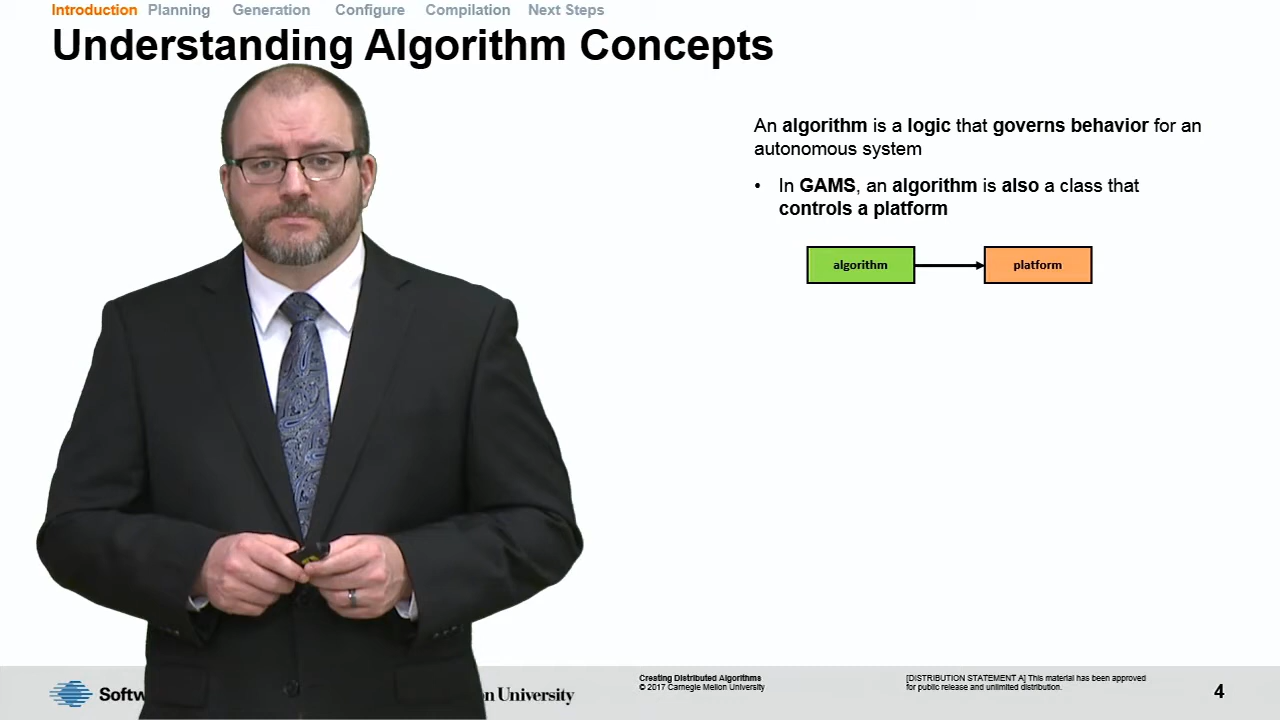 Introduction Planning Generation Configure Compilation Next Steps
Understanding Algorithm Concepts
An algorithm is a logic that governs behavior for an
autonomous system
• In GAMS, an algorithm is also a class that
controls a platform
algorithm platform
Creating Distributed Algorithms
© 2017 Carnegie Mellon University
[DISTRIBUTION STATEMENT A] This material has been approved
for public release and unlimited distribution.
University
4